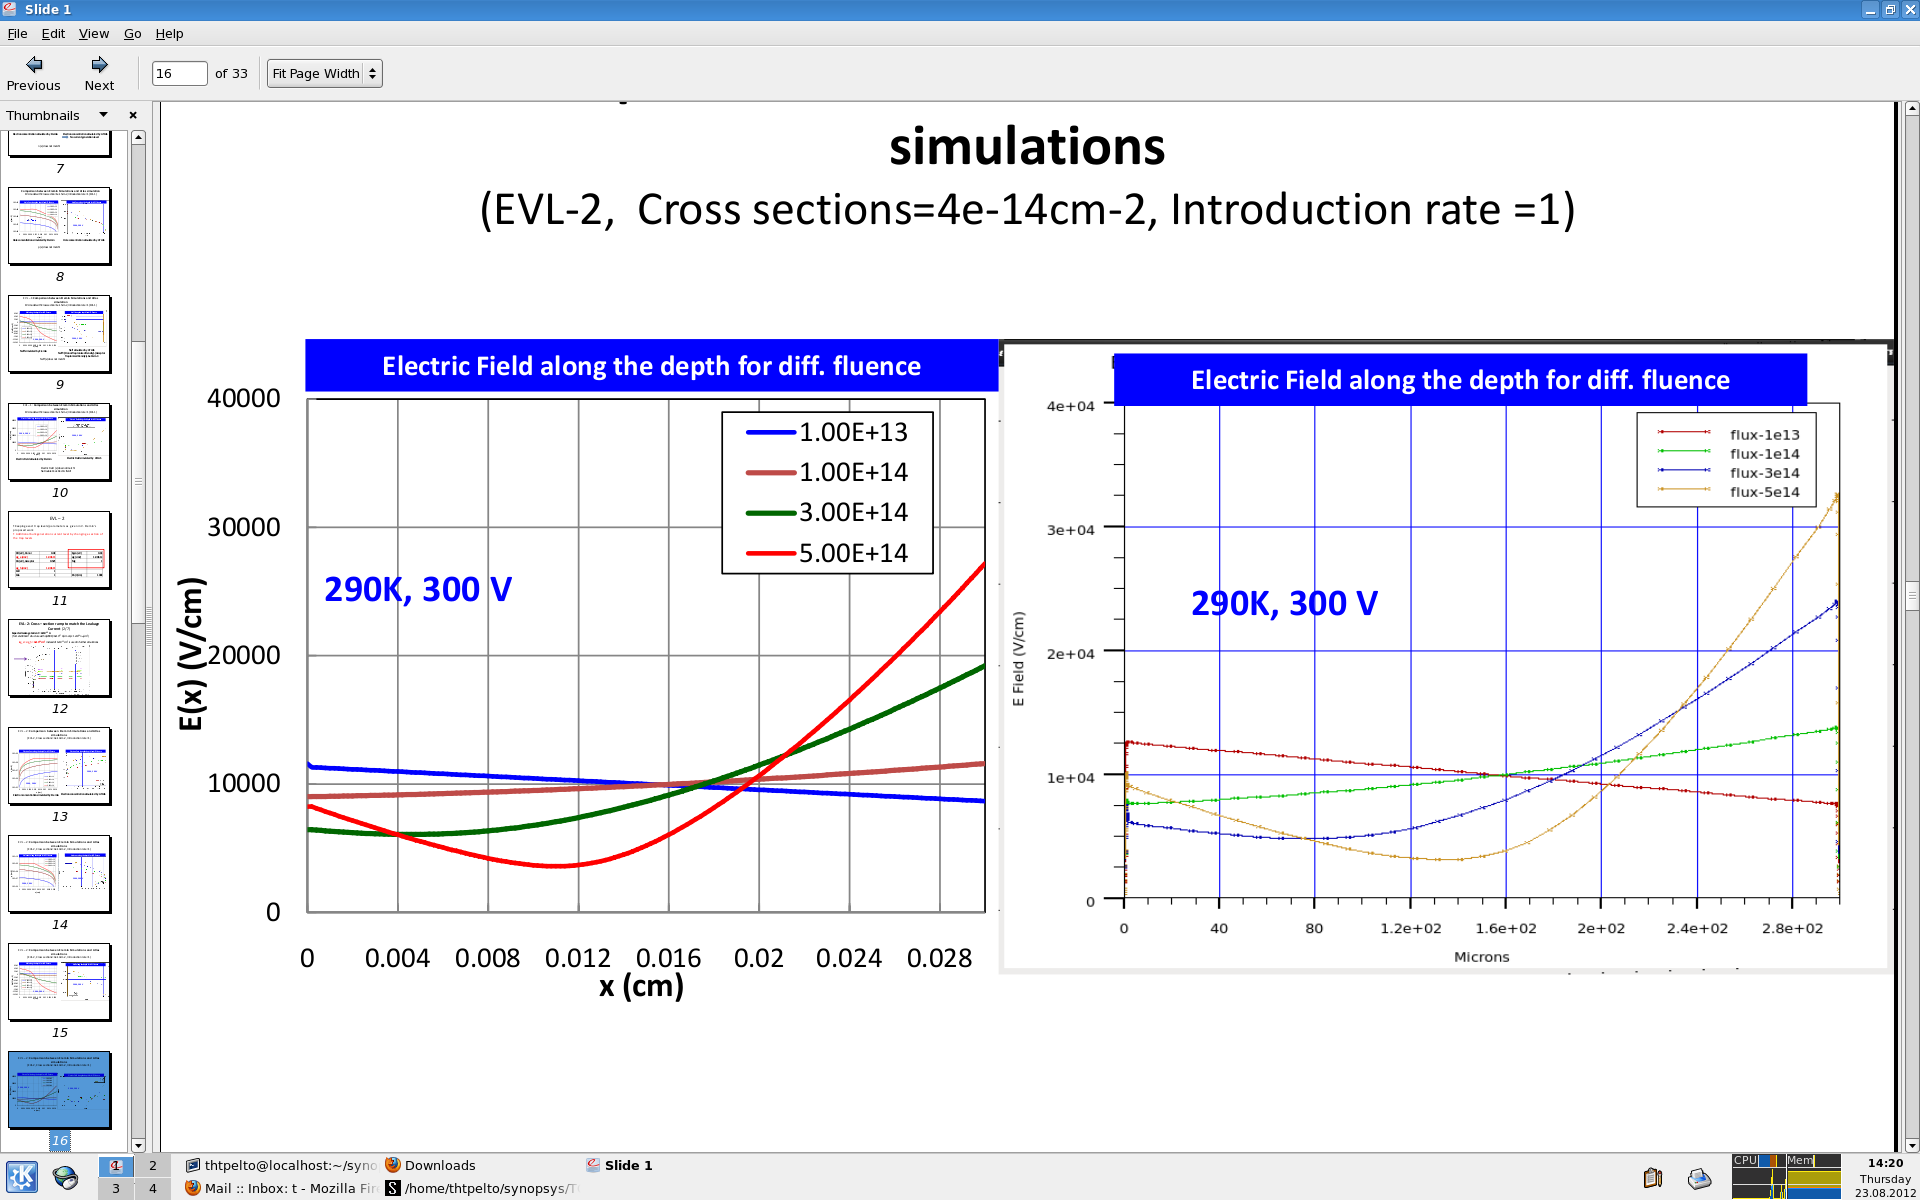 Slide 1
File Edit View Go Help
Previous Next 16 of 33 Fit Page Width
Thumbnails
7
8
9
10
11
12
13
14
15
16
simulations
(EVL-2, Cross sections=4e-14cm-2, Introduction rate =1)
Electric Field along the depth for diff. fluence
40000
30000
20000
10000
0
E(x) (V/cm)
1.00E+13
1.00E+14
3.00E+14
5.00E+14
290K, 300 V
0 0.004 0.008 0.012 0.016 0.02 0.024 0.028
x (cm)
Electric Field along the depth for diff. fluence
4e+04
3e+04
2e+04
1e+04
0
E Field (V/cm)
flux-1e13
flux-1e14
flux-3e14
flux-5e14
290K, 300 V
0 40 80 1.2e+02 1.6e+02 2e+02 2.4e+02 2.8e+02
Microns
1 2
3 4
thtpelto@localhost:~/syno
Downloads
Slide 1
Mail :: Inbox: t - Mozilla Fir
/home/thtpelto/synopsys/T
CPU Mem
14:20
Thursday
23.08.2012